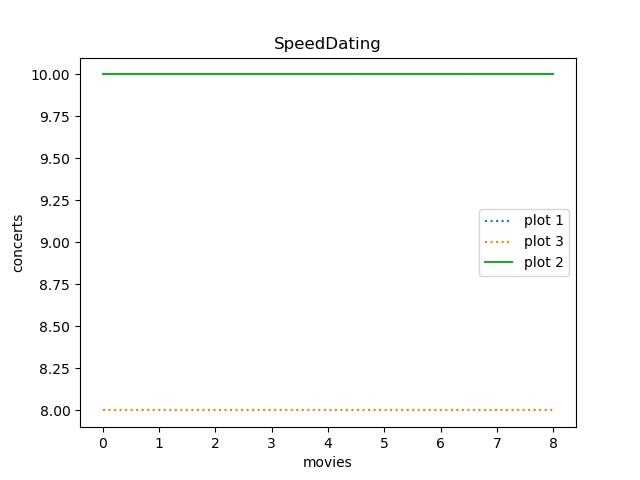 SpeedDating
10.00
9.75
9.50
9.25
9.00
8.75
8.50
8.25
8.00
concerts
plot 1
plot 3
plot 2
0 1 2 3 4 5 6 7 8
movies